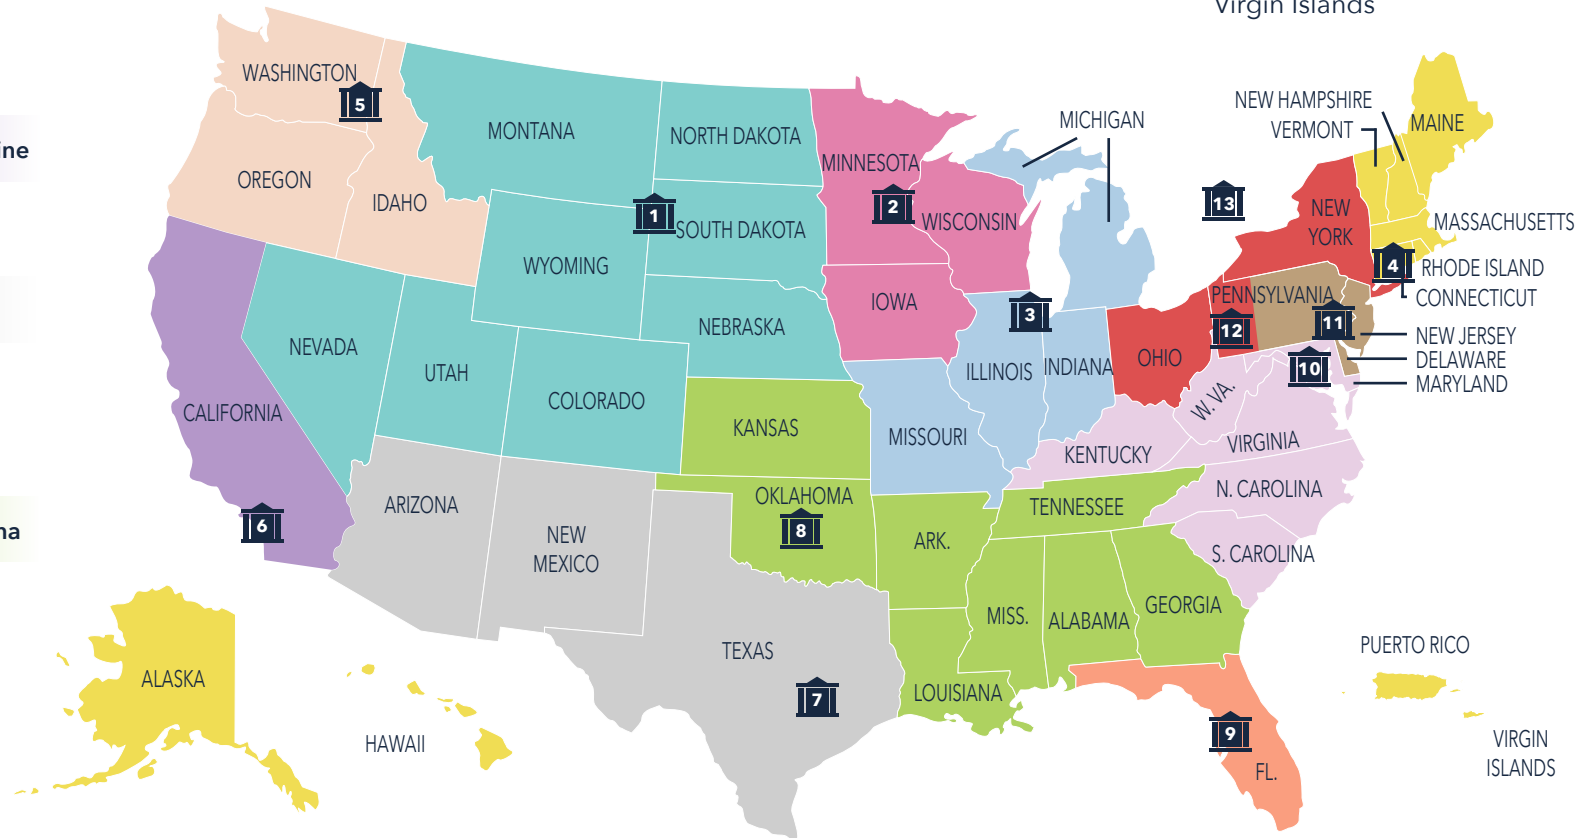 Virgin Islands
ine
na
WASHINGTON
5
OREGON
IDAHO
MONTANA
NORTH DAKOTA
1
SOUTH DAKOTA
WYOMING
NEBRASKA
NEVADA
UTAH
COLORADO
CALIFORNIA
6
MINNESOTA
2
WISCONSIN
IOWA
MICHIGAN
3
ILLINOIS
INDIANA
MISSOURI
OHIO
KANSAS
OKLAHOMA
8
ARK.
TENNESSEE
MISS.
ALABAMA
GEORGIA
LOUISIANA
ARIZONA
NEW
MEXICO
TEXAS
7
KENTUCKY
W. VA.
VIRGINIA
N. CAROLINA
S. CAROLINA
10
9
FL.
13
NEW
YORK
PENNSYLVANIA
12
11
4
NEW HAMPSHIRE
VERMONT
MAINE
MASSACHUSETTS
RHODE ISLAND
CONNECTICUT
NEW JERSEY
DELAWARE
MARYLAND
ALASKA
HAWAII
PUERTO RICO
VIRGIN
ISLANDS